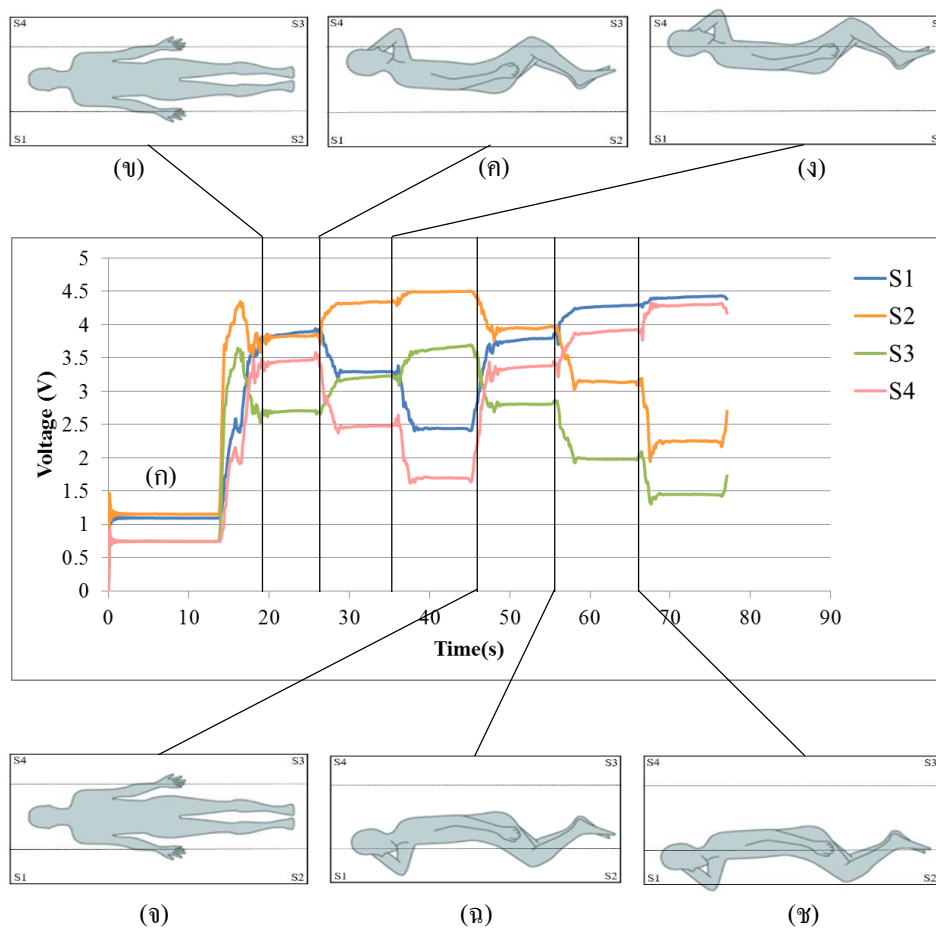 S4 S3
S1 S2
(ข)
S4 S3
S1 S2
(ค)
S4 S
S1 S
(ง)
5
4.5
4
3.5
3
2.5
2
1.5
1
0.5
0
Voltage (V)
(ก)
0 10 20 30 40 50 60 70 80 90
Time(s)
S1
S2
S3
S4
S4 S3
S1 S2
(จ)
S4 S3
S1 S2
(ฉ)
S4 S3
S1 S2
(ช)